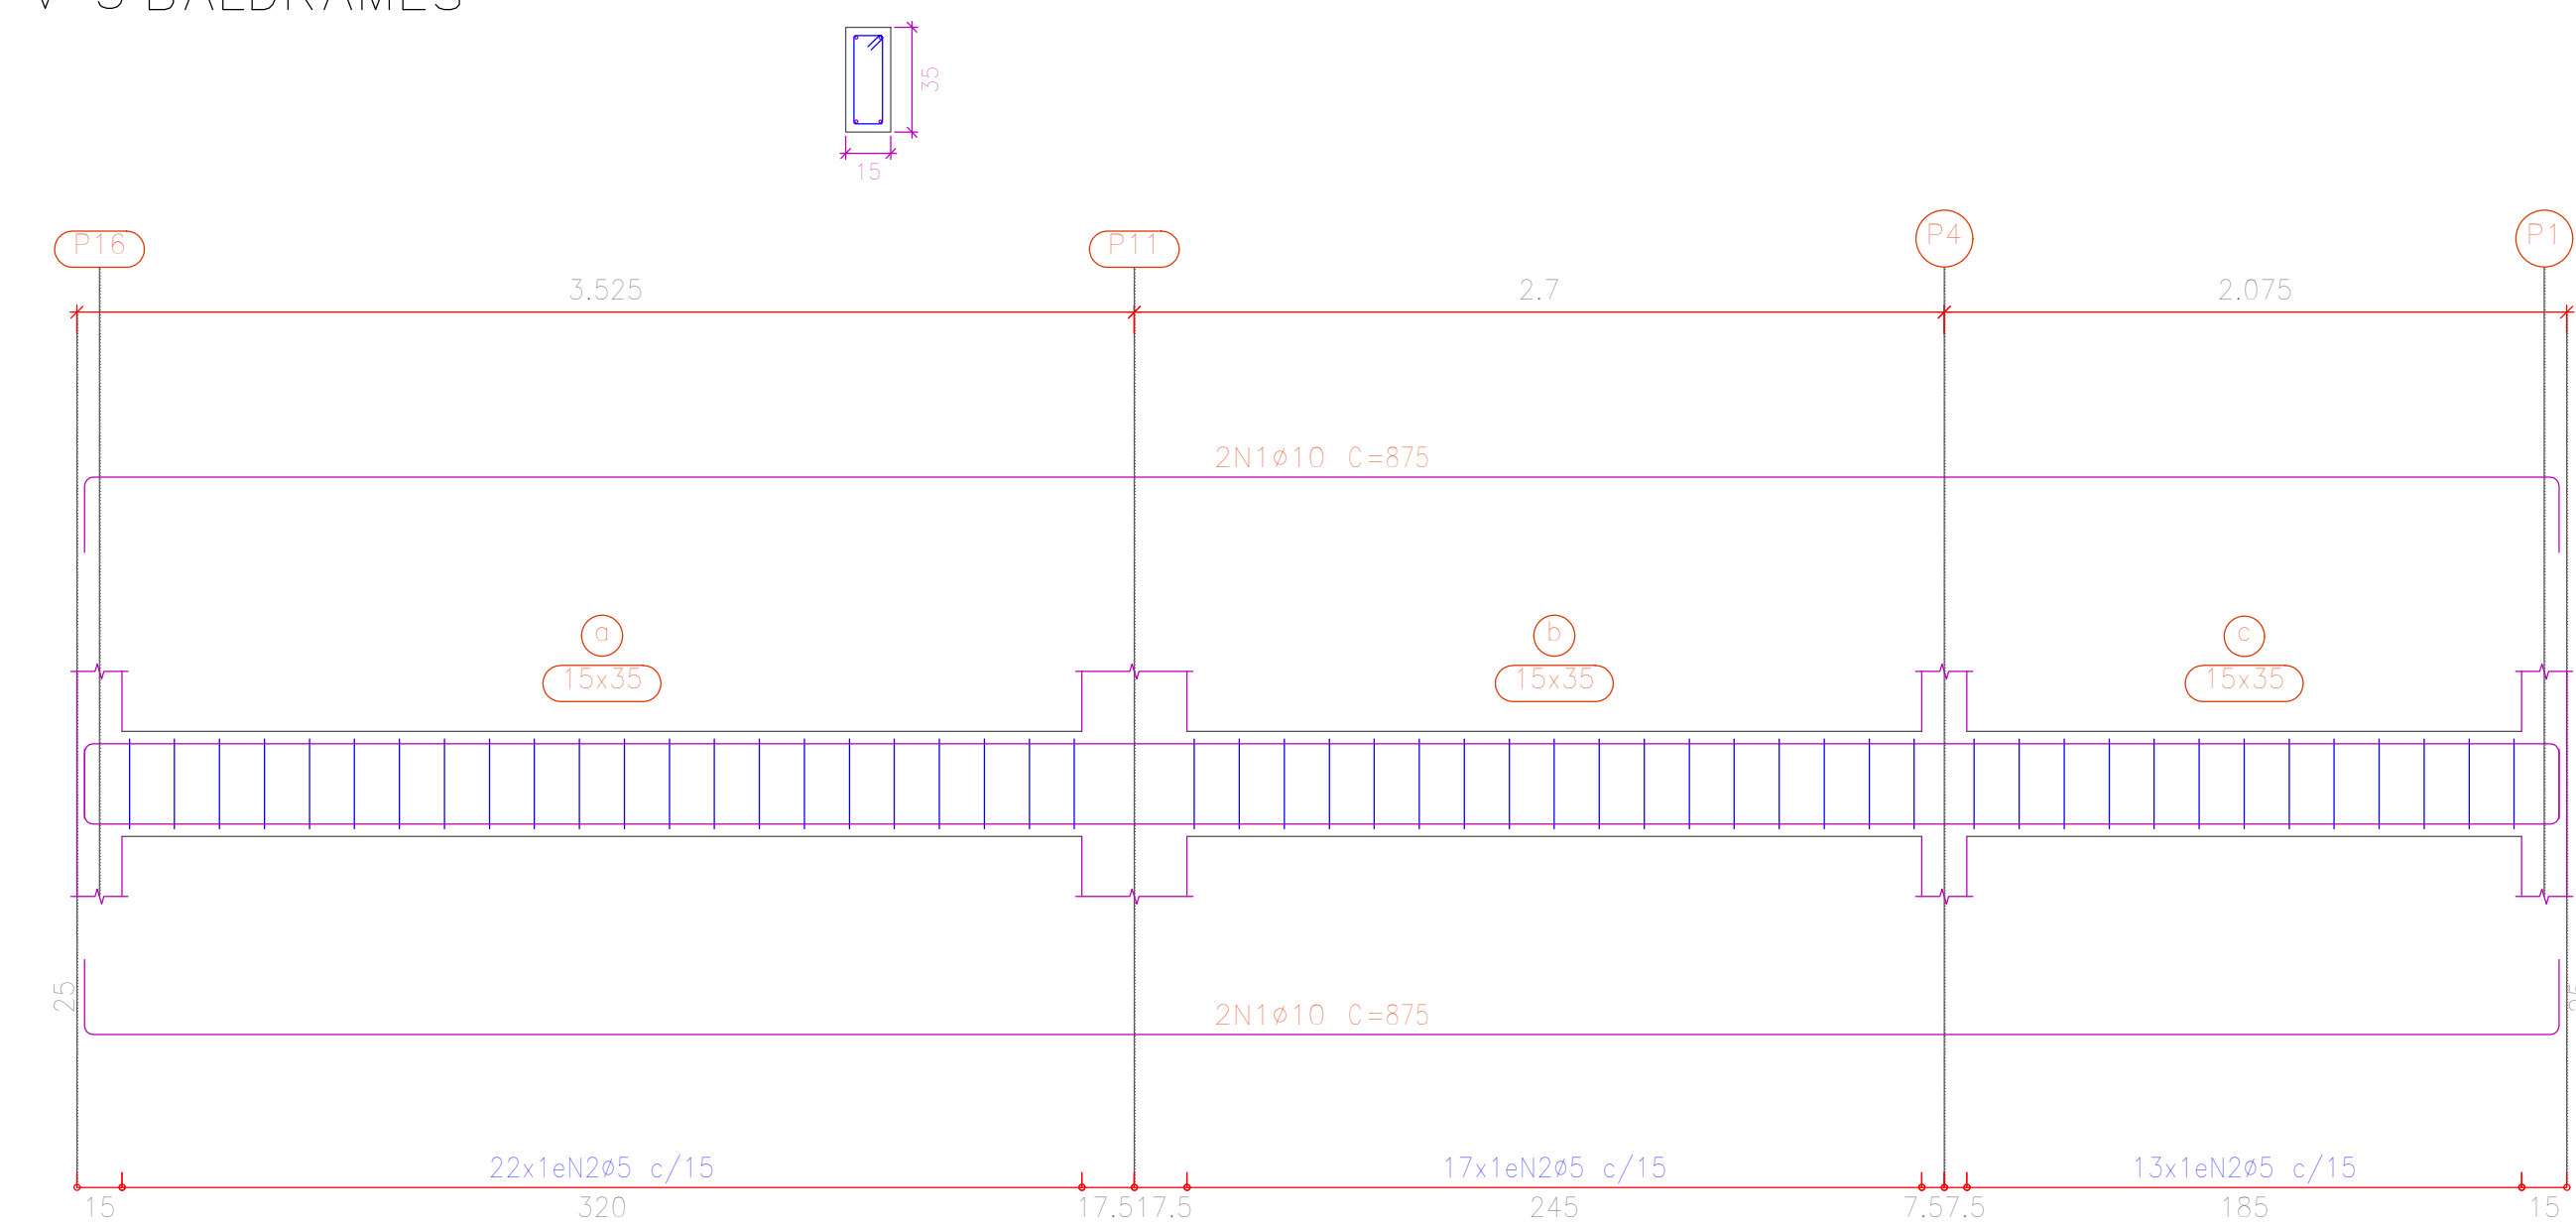 BALDRAMES
35
15
P16 P11 P4 P1
3.525 2.7 2.075
2N1ø10 C=875
a b c
15x35 15x35 15x35
25
2N1ø10 C=875
22x1eN2ø5 c/15 17x1eN2ø5 c/15 13x1eN2ø5 c/15
15 320 17.517.5 245 7.57.5 185 15